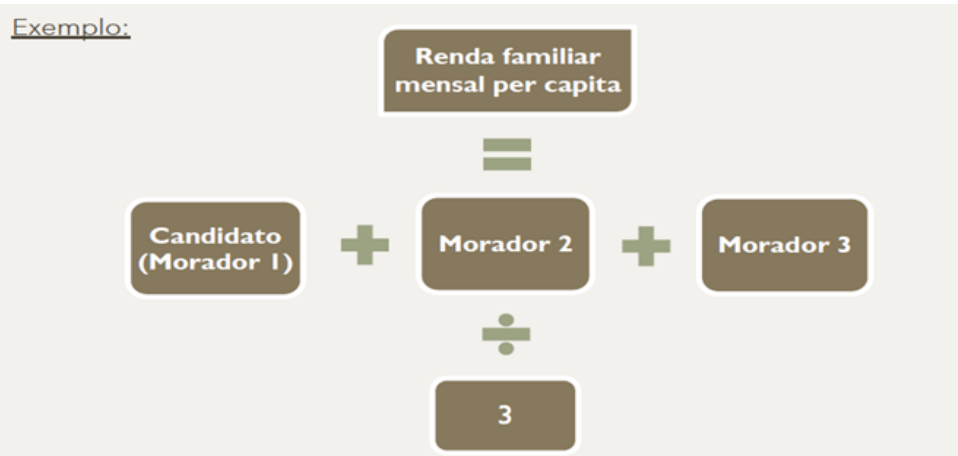 Exemplo:
Renda familiar
mensal per capita
=
Candidato
(Morador 1)
+
Morador 2
+
Morador 3
÷
3